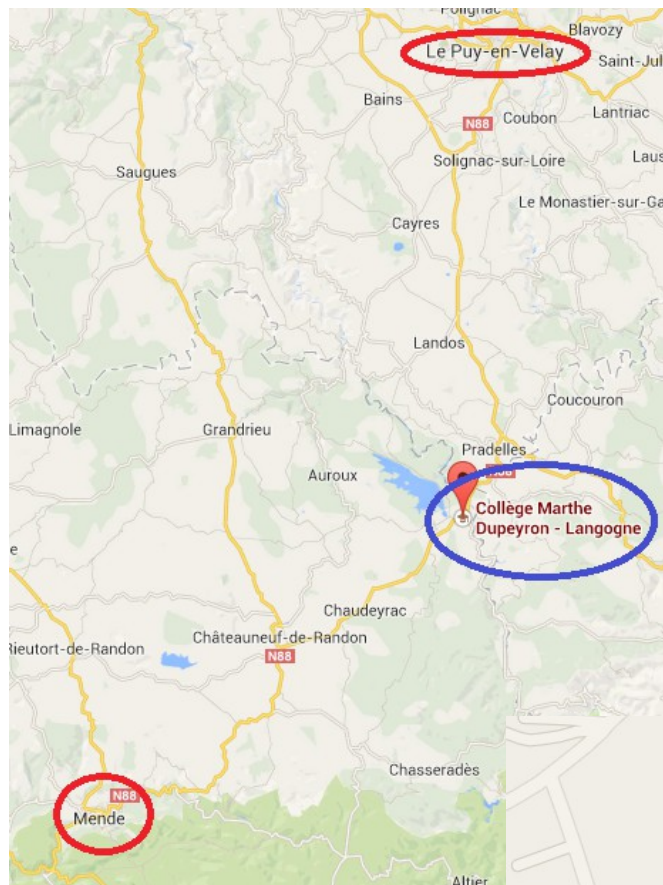 Polignac
Blavozy
Le Puy-en-Velay
Saint-Jul
Bains
N88
Coubon
Lantriac
Solignac-sur-Loire
Laus
Saugues
Le Monastier-sur-Ga
Cayres
Landos
Coucouron
Limagnole
Grandrieu
Pradelles
Auroux
N88
Collège Marthe
Dupeyron - Langogne
e
Chaudeyrac
Châteauneuf-de-Randon
Rieutort-de-Randon
N88
Chasseradès
N88
Mende
Altier